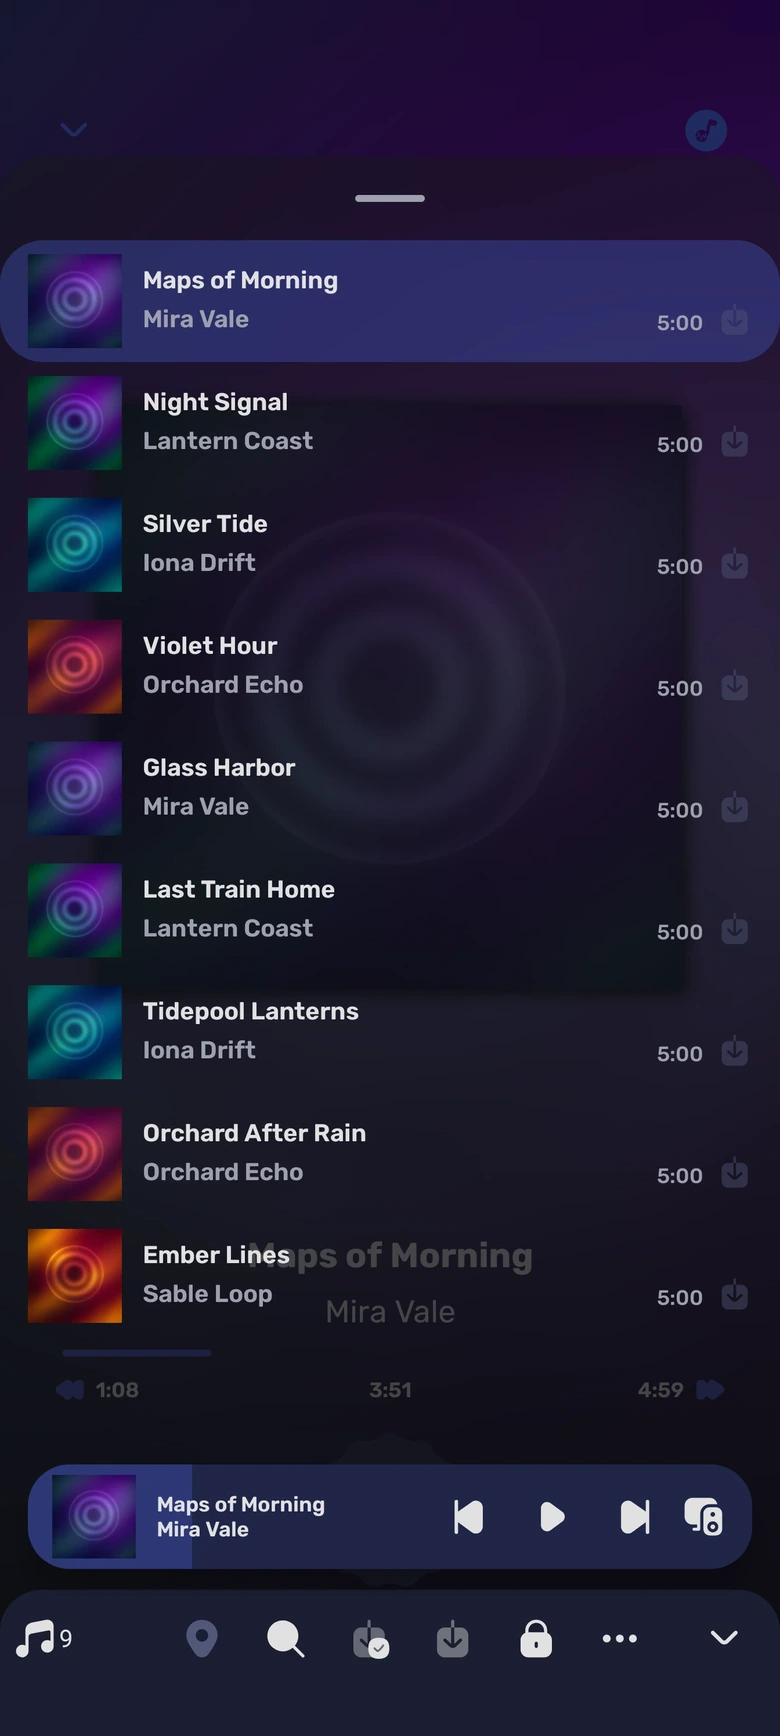 Maps of Morning
Mira Vale
5:00
Night Signal
Lantern Coast
5:00
Silver Tide
Iona Drift
5:00
Violet Hour
Orchard Echo
5:00
Glass Harbor
Mira Vale
5:00
Last Train Home
Lantern Coast
5:00
Tidepool Lanterns
Iona Drift
5:00
Orchard After Rain
Orchard Echo
5:00
Ember Lines
Sable Loop
5:00
Maps of Morning
Mira Vale
1:08 3:51 4:59
Maps of Morning
Mira Vale
9